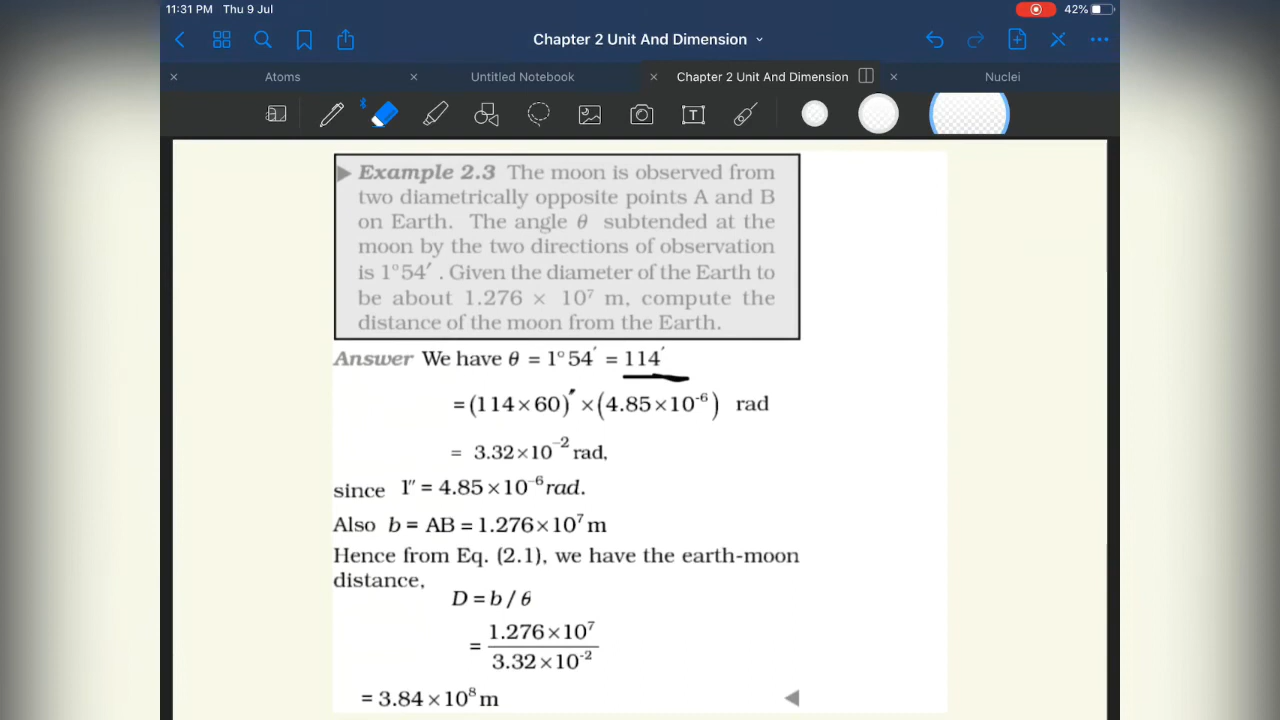 11:31 PM Thu 9 Jul 42%
Chapter 2 Unit And Dimension
Atoms Untitled Notebook Chapter 2 Unit And Dimension Nuclei
T
Example 2.3 The moon is observed from
two diametrically opposite points A and B
on Earth. The angle θ subtended at the
moon by the two directions of observation
is 1°54′ . Given the diameter of the Earth to
be about 1.276 × 10⁷ m, compute the
distance of the moon from the Earth.
Answer We have θ = 1° 54′ = 114′
= (114×60)″ ×(4.85×10⁻⁶) rad
= 3.32×10⁻² rad,
since 1″ = 4.85×10⁻⁶ rad.
Also b = AB = 1.276×10⁷ m
Hence from Eq. (2.1), we have the earth-moon
distance,
D = b / θ
= 1.276×10⁷
3.32×10⁻²
= 3.84×10⁸ m